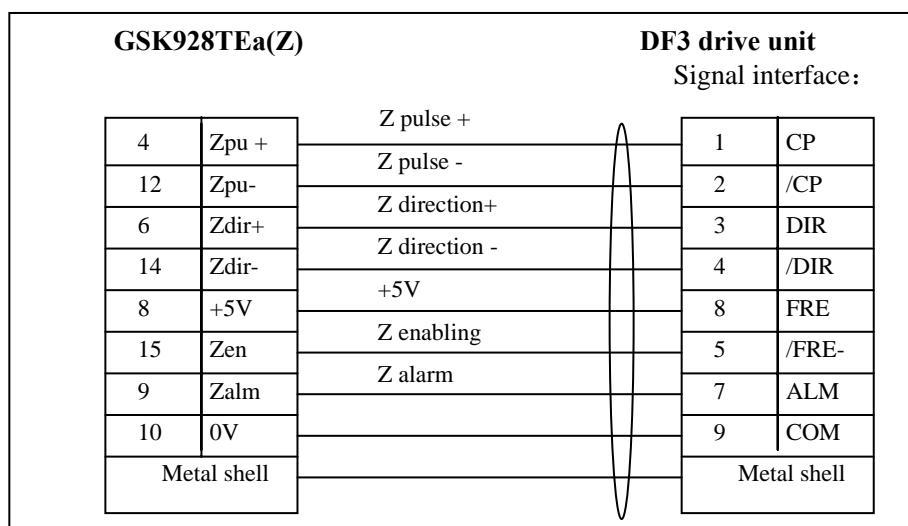 GSK928TEa(Z) DF3 drive unit
Signal interface：
Z pulse +
4 Zpu + 1 CP
Z pulse -
12 Zpu- 2 /CP
Z direction+
6 Zdir+ 3 DIR
Z direction -
14 Zdir- 4 /DIR
+5V
8 +5V 8 FRE
Z enabling
15 Zen 5 /FRE-
Z alarm
9 Zalm 7 ALM
10 0V 9 COM
Metal shell Metal shell